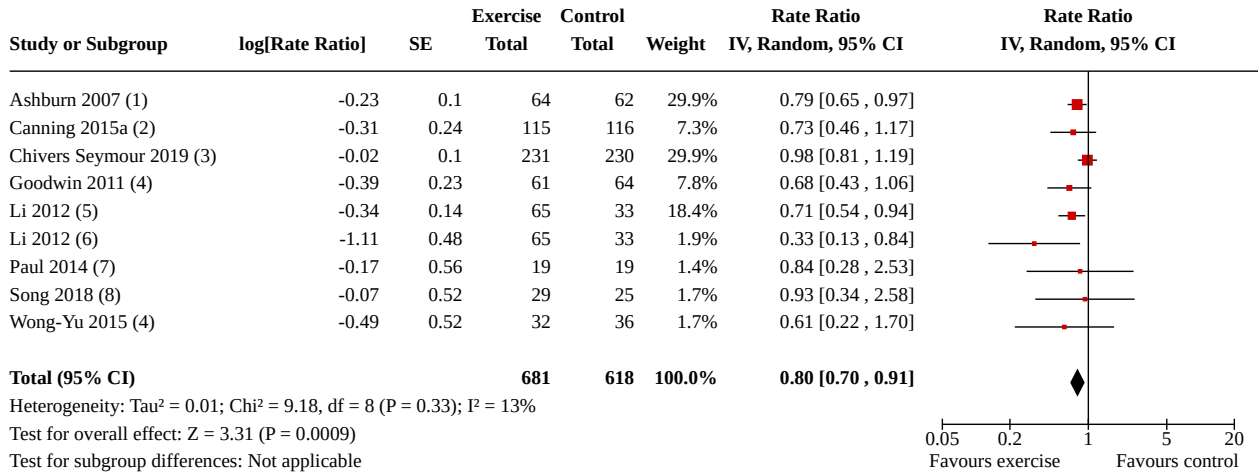 Exercise Control Rate Ratio Rate Ratio
Study or Subgroup log[Rate Ratio] SE Total Total Weight IV, Random, 95% CI IV, Random, 95% CI
Ashburn 2007 (1) -0.23 0.1 64 62 29.9% 0.79 [0.65 , 0.97]
Canning 2015a (2) -0.31 0.24 115 116 7.3% 0.73 [0.46 , 1.17]
Chivers Seymour 2019 (3) -0.02 0.1 231 230 29.9% 0.98 [0.81 , 1.19]
Goodwin 2011 (4) -0.39 0.23 61 64 7.8% 0.68 [0.43 , 1.06]
Li 2012 (5) -0.34 0.14 65 33 18.4% 0.71 [0.54 , 0.94]
Li 2012 (6) -1.11 0.48 65 33 1.9% 0.33 [0.13 , 0.84]
Paul 2014 (7) -0.17 0.56 19 19 1.4% 0.84 [0.28 , 2.53]
Song 2018 (8) -0.07 0.52 29 25 1.7% 0.93 [0.34 , 2.58]
Wong-Yu 2015 (4) -0.49 0.52 32 36 1.7% 0.61 [0.22 , 1.70]
Total (95% CI) 681 618 100.0% 0.80 [0.70 , 0.91]
Heterogeneity: Tau² = 0.01; Chi² = 9.18, df = 8 (P = 0.33); I² = 13%
Test for overall effect: Z = 3.31 (P = 0.0009)
0.05 0.2 1 5 20
Test for subgroup differences: Not applicable Favours exercise Favours control